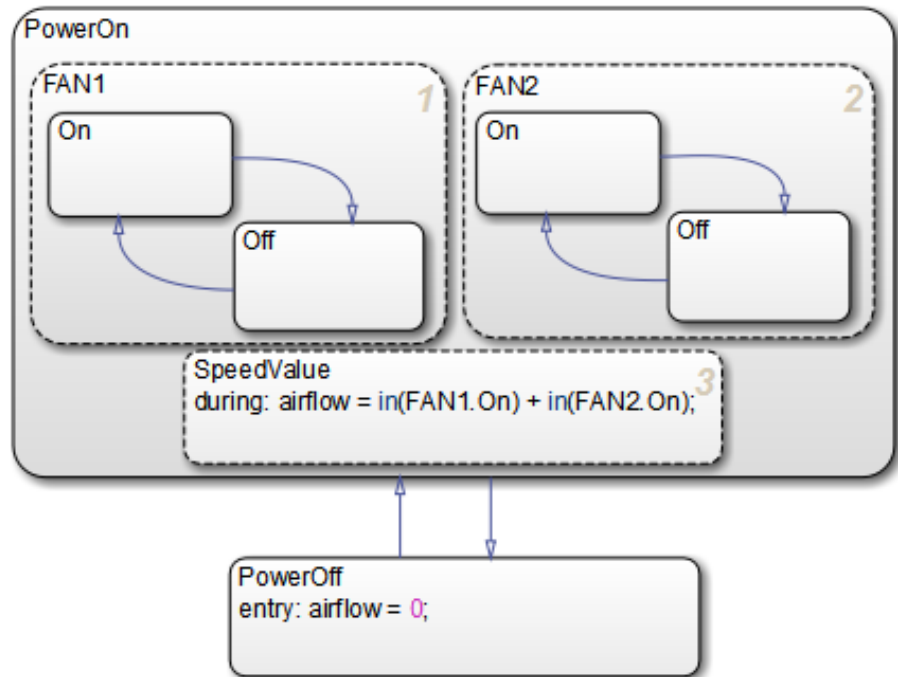 PowerOn
FAN1
1
On
Off
FAN2
2
On
Off
SpeedValue
3
during: airflow = in(FAN1.On) + in(FAN2.On);
PowerOff
entry: airflow = 0;